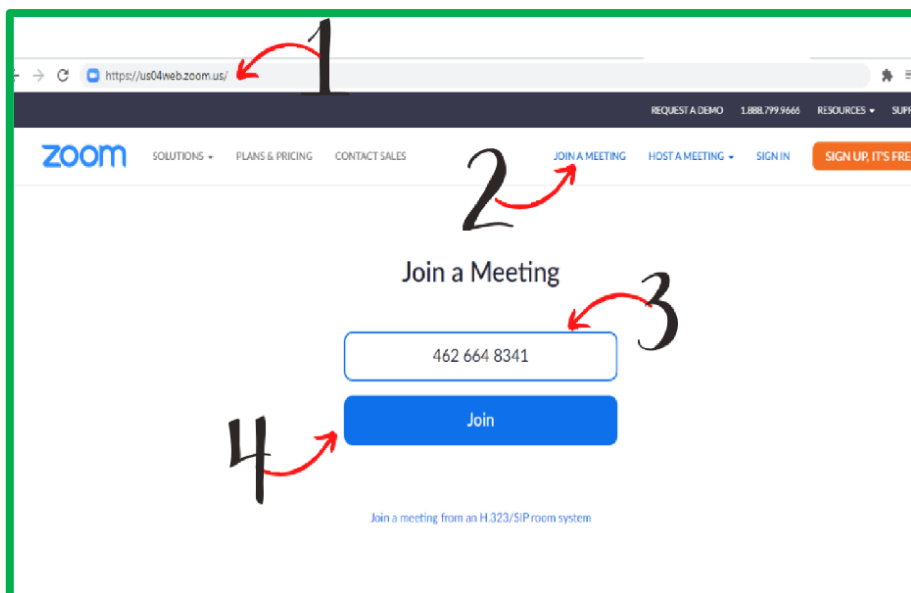 1
https://us04web.zoom.us/
REQUEST A DEMO 1.888.799.9666 RESOURCES SUPP
zoom SOLUTIONS PLANS & PRICING CONTACT SALES JOIN A MEETING HOST A MEETING SIGN IN SIGN UP, IT'S FREE
2
Join a Meeting
3
462 664 8341
Join
4
Join a meeting from an H.323/SIP room system